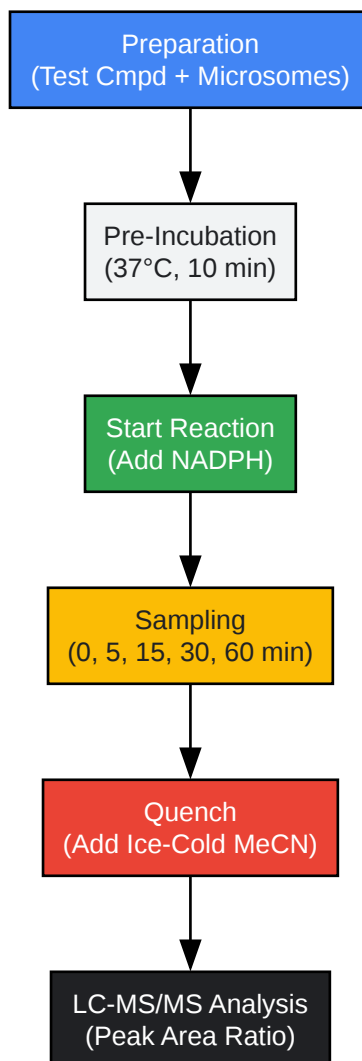 Preparation
(Test Cmpd + Microsomes)
Pre-Incubation
(37°C, 10 min)
Start Reaction
(Add NADPH)
Sampling
(0, 5, 15, 30, 60 min)
Quench
(Add Ice-Cold MeCN)
LC-MS/MS Analysis
(Peak Area Ratio)